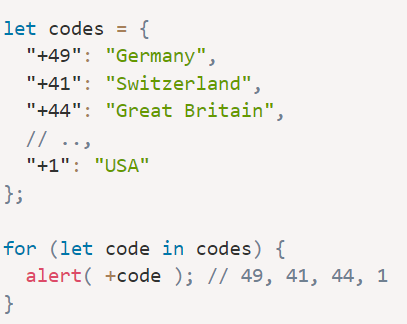 let codes = {
  "+49": "Germany",
  "+41": "Switzerland",
  "+44": "Great Britain",
  // ..,
  "+1": "USA"
};
for (let code in codes) {
  alert( +code ); // 49, 41, 44, 1
}